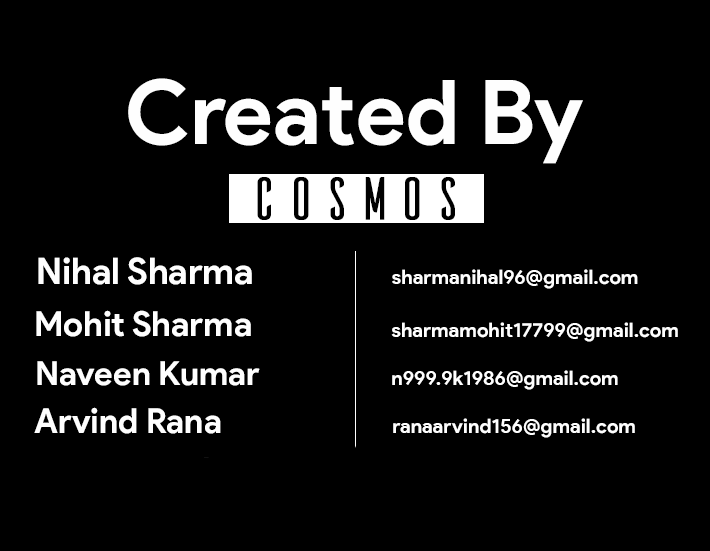 Created By
COSMOS
Nihal Sharma sharmanihal96@gmail.com
Mohit Sharma sharmamohit17799@gmail.com
Naveen Kumar n999.9k1986@gmail.com
Arvind Rana ranaarvind156@gmail.com